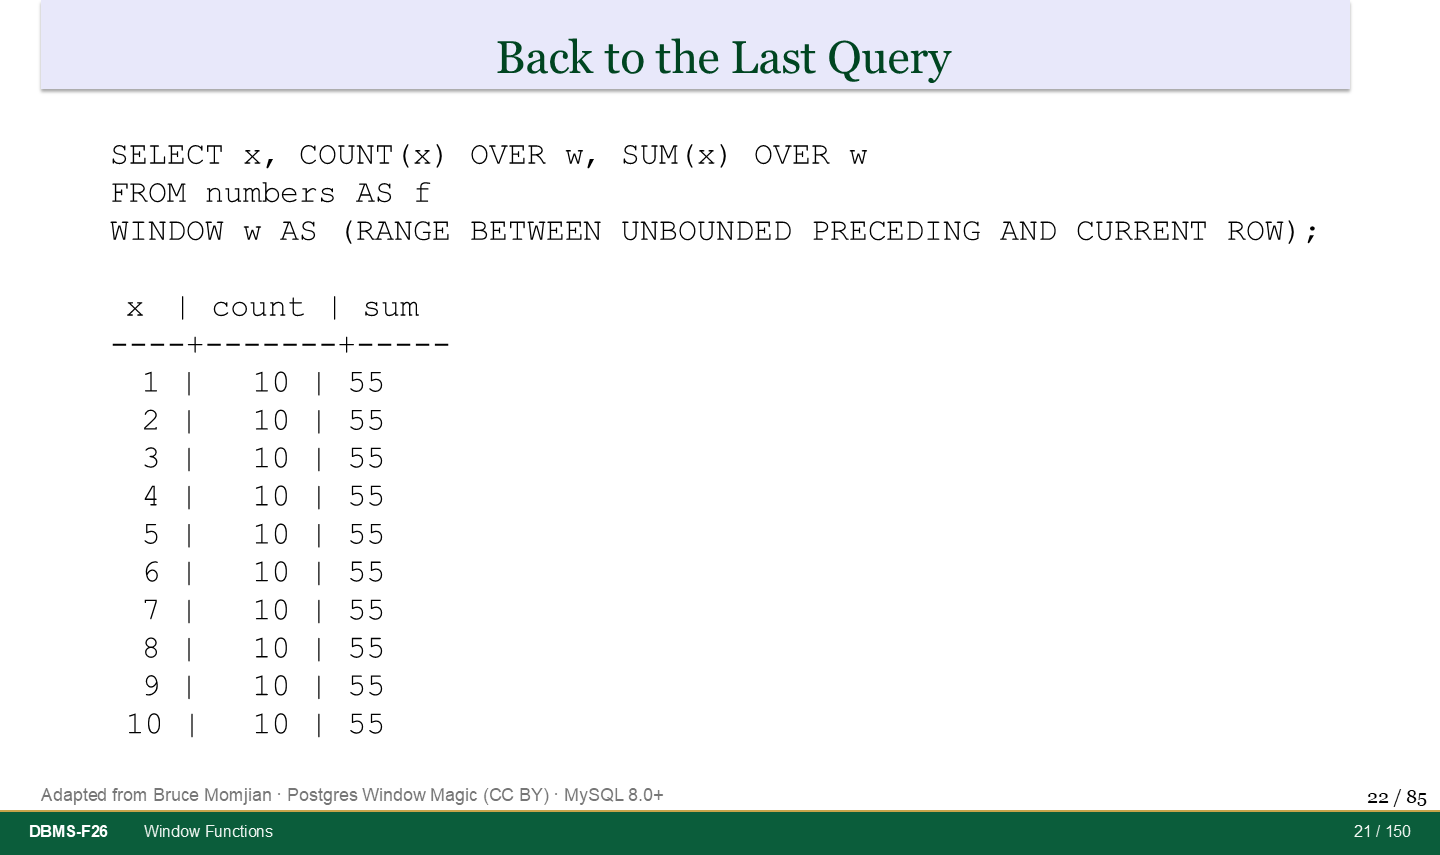 Back to the Last Query
SELECT x, COUNT(x) OVER w, SUM(x) OVER w
FROM numbers AS f
WINDOW w AS (RANGE BETWEEN UNBOUNDED PRECEDING AND CURRENT ROW);
x | count | sum
----+-------+-----
1 | 10 | 55
2 | 10 | 55
3 | 10 | 55
4 | 10 | 55
5 | 10 | 55
6 | 10 | 55
7 | 10 | 55
8 | 10 | 55
9 | 10 | 55
10 | 10 | 55
Adapted from Bruce Momjian · Postgres Window Magic (CC BY) · MySQL 8.0+
22 / 85
DBMS-F26 Window Functions 21 / 150